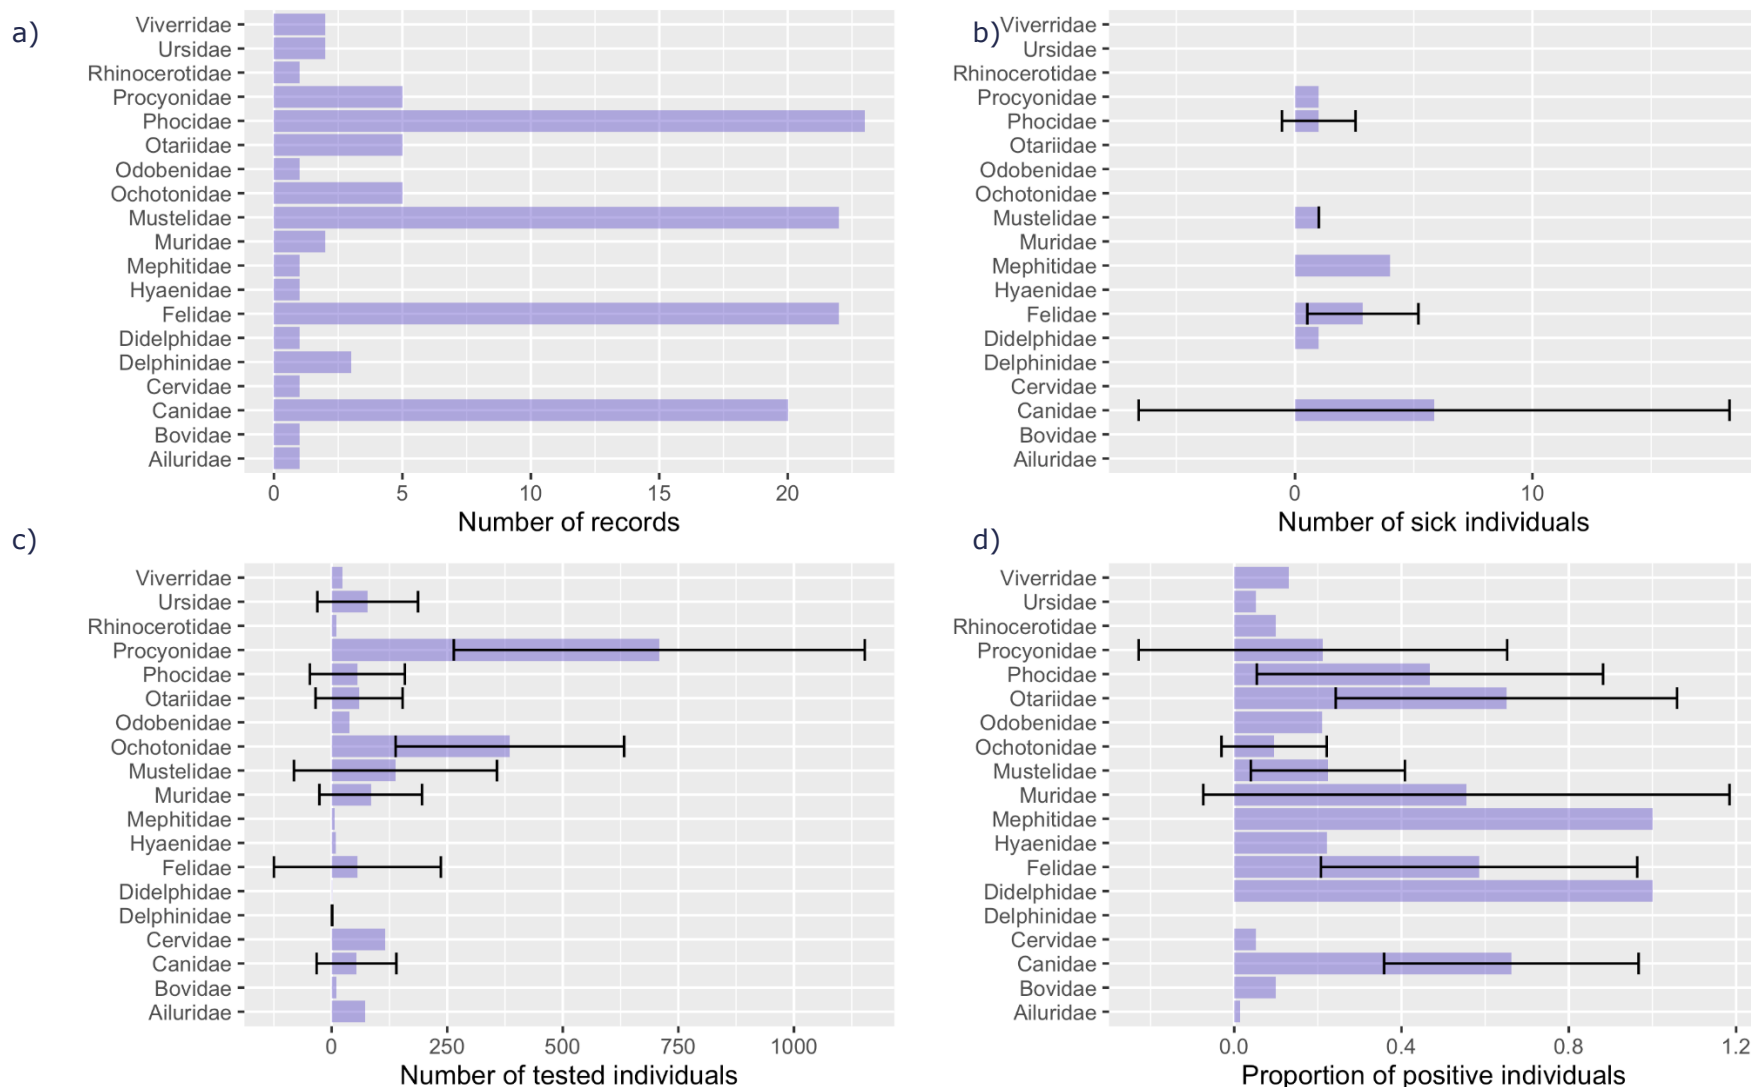 a)
Viverridae
Ursidae
Rhinocerotidae
Procyonidae
Phocidae
Otariidae
Odobenidae
Ochotonidae
Mustelidae
Muridae
Mephitidae
Hyaenidae
Felidae
Didelphidae
Delphinidae
Cervidae
Canidae
Bovidae
Ailuridae
0 5 10 15 20
Number of records
b)
Viverridae
Ursidae
Rhinocerotidae
Procyonidae
Phocidae
Otariidae
Odobenidae
Ochotonidae
Mustelidae
Muridae
Mephitidae
Hyaenidae
Felidae
Didelphidae
Delphinidae
Cervidae
Canidae
Bovidae
Ailuridae
0 10
Number of sick individuals
c)
Viverridae
Ursidae
Rhinocerotidae
Procyonidae
Phocidae
Otariidae
Odobenidae
Ochotonidae
Mustelidae
Muridae
Mephitidae
Hyaenidae
Felidae
Didelphidae
Delphinidae
Cervidae
Canidae
Bovidae
Ailuridae
0 250 500 750 1000
Number of tested individuals
d)
Viverridae
Ursidae
Rhinocerotidae
Procyonidae
Phocidae
Otariidae
Odobenidae
Ochotonidae
Mustelidae
Muridae
Mephitidae
Hyaenidae
Felidae
Didelphidae
Delphinidae
Cervidae
Canidae
Bovidae
Ailuridae
0.0 0.4 0.8 1.2
Proportion of positive individuals